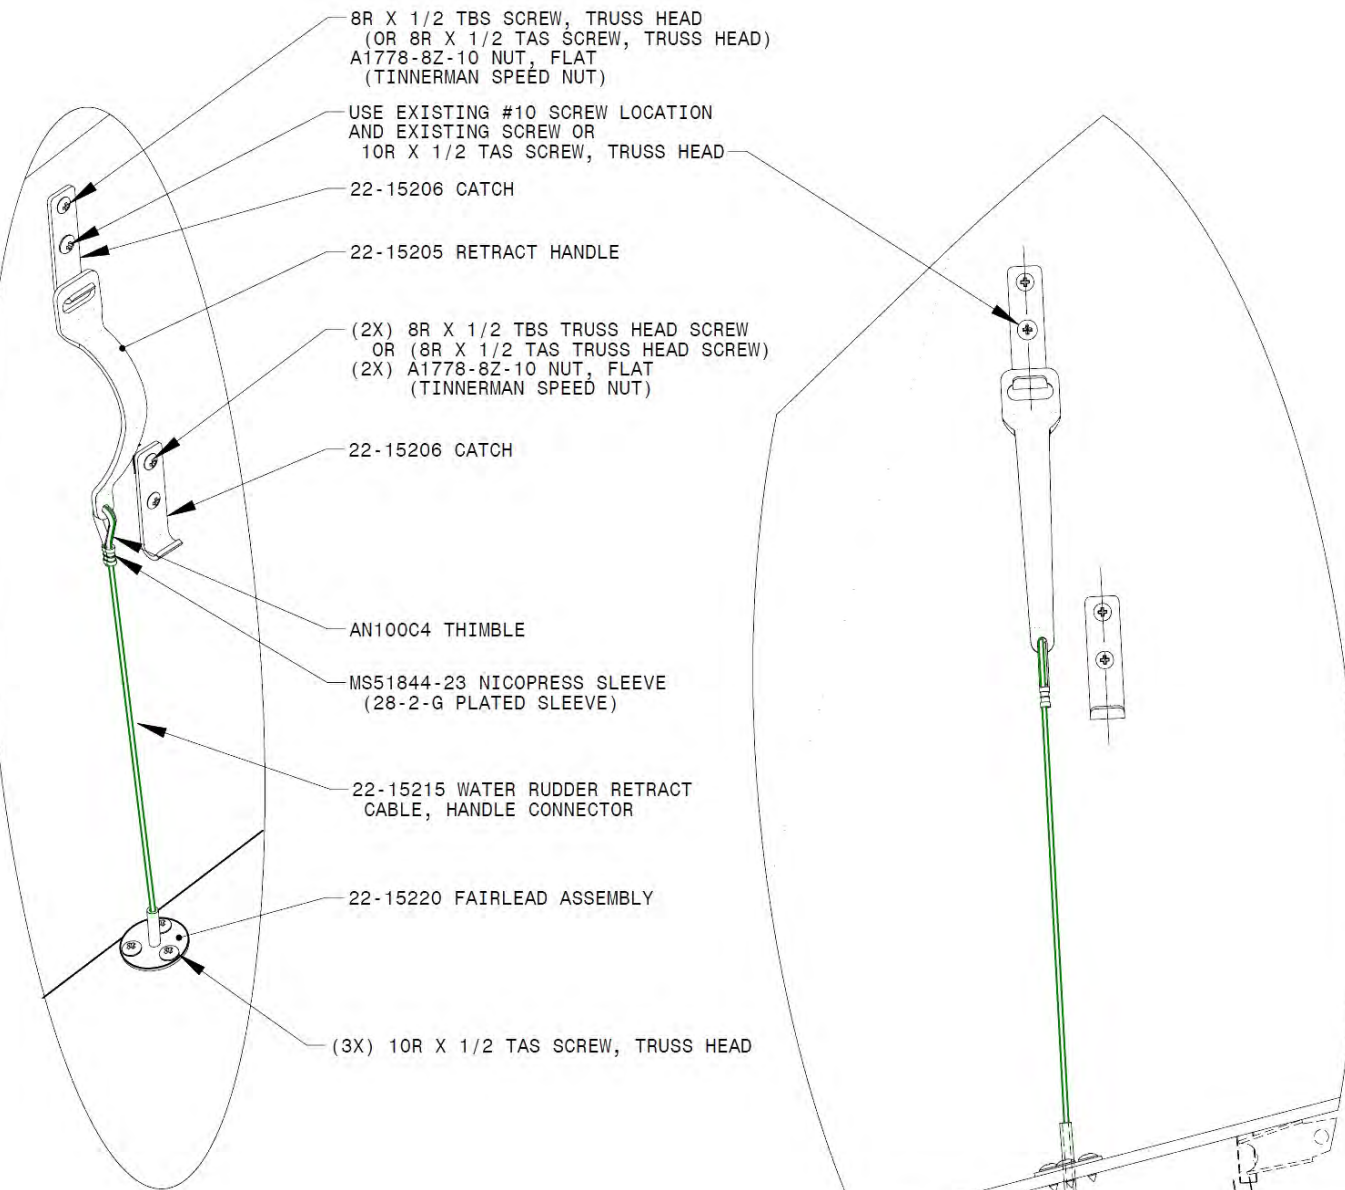 8R X 1/2 TBS SCREW, TRUSS HEAD
(OR 8R X 1/2 TAS SCREW, TRUSS HEAD)
A1778-8Z-10 NUT, FLAT
(TINNERMAN SPEED NUT)
USE EXISTING #10 SCREW LOCATION
AND EXISTING SCREW OR
10R X 1/2 TAS SCREW, TRUSS HEAD
22-15206 CATCH
22-15205 RETRACT HANDLE
(2X) 8R X 1/2 TBS TRUSS HEAD SCREW
OR (8R X 1/2 TAS TRUSS HEAD SCREW)
(2X) A1778-8Z-10 NUT, FLAT
(TINNERMAN SPEED NUT)
22-15206 CATCH
AN100C4 THIMBLE
MS51844-23 NICOPRESS SLEEVE
(28-2-G PLATED SLEEVE)
22-15215 WATER RUDDER RETRACT
CABLE, HANDLE CONNECTOR
22-15220 FAIRLEAD ASSEMBLY
(3X) 10R X 1/2 TAS SCREW, TRUSS HEAD